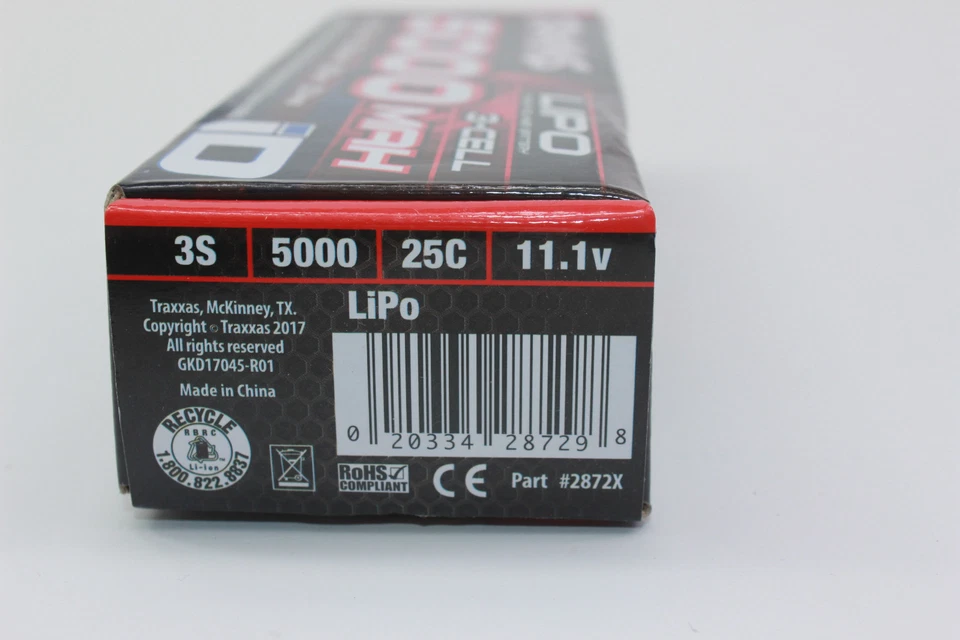 TRAXXAS
LiPO
3-CELL
5000MAH
iD
3S 5000 25C 11.1v
LiPo
Traxxas, McKinney, TX.
Copyright © Traxxas 2017
All rights reserved
GKD17045-R01
Made in China
RECYCLE
RBRC
Li-ion
1.800.822.8837
0 20334 28729 8
RoHS
COMPLIANT
CE
Part #2872X